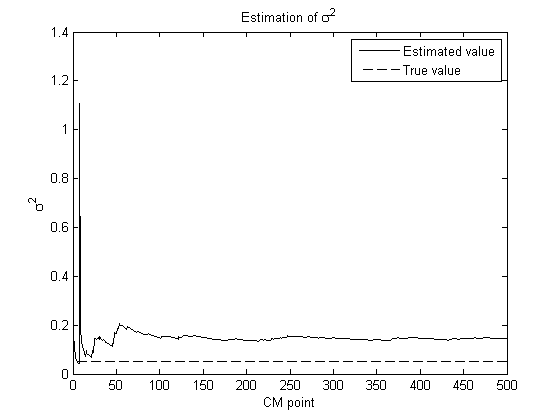 Estimation of σ²
Estimated value
True value
1.4
1.2
1
0.8
0.6
0.4
0.2
0
σ²
0 50 100 150 200 250 300 350 400 450 500
CM point